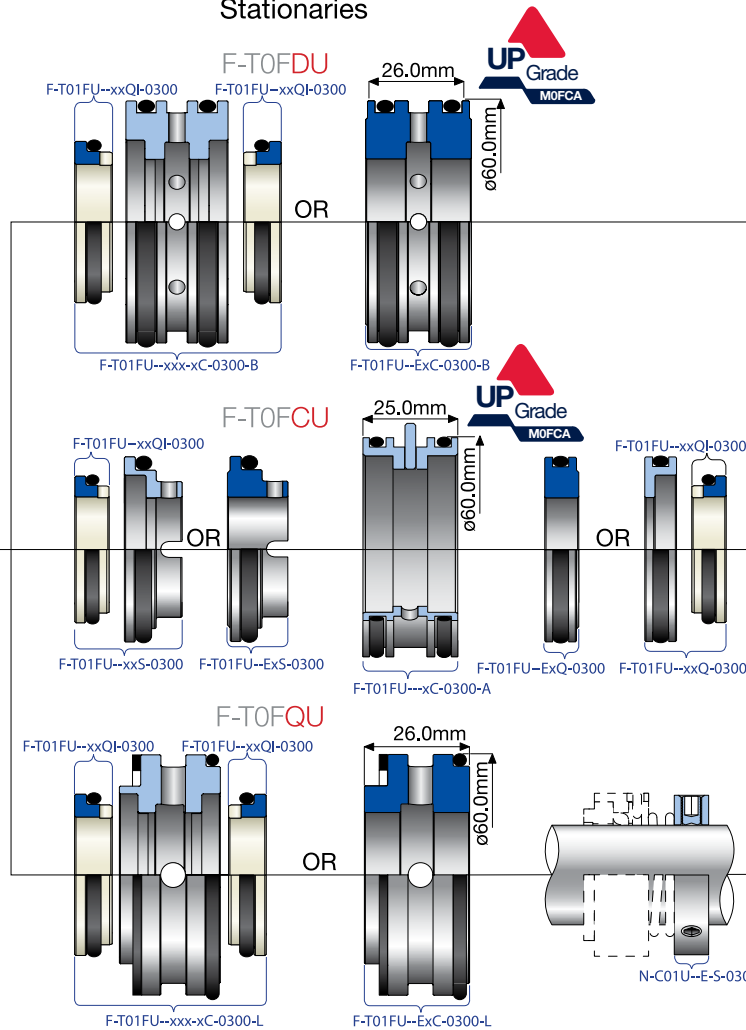 Stationaries
F-T0FDU
UP
Grade
M0FCA
F-T01FU--xxQI-0300
F-T01FU--xxQI-0300
26.0mm
ø60.0mm
OR
F-T01FU--xxx-xC-0300-B
F-T01FU--ExC-0300-B
F-T0FCU
UP
Grade
M0FCA
25.0mm
F-T01FU--xxQI-0300
F-T01FU--xxQI-0300
ø60.0mm
OR
OR
F-T01FU--xxS-0300
F-T01FU--ExS-0300
F-T01FU---xC-0300-A
F-T01FU--ExQ-0300
F-T01FU--xxQ-0300
F-T0FQU
26.0mm
F-T01FU--xxQI-0300
F-T01FU--xxQI-0300
ø60.0mm
OR
N-C01U--E-S-030
F-T01FU--xxx-xC-0300-L
F-T01FU--ExC-0300-L